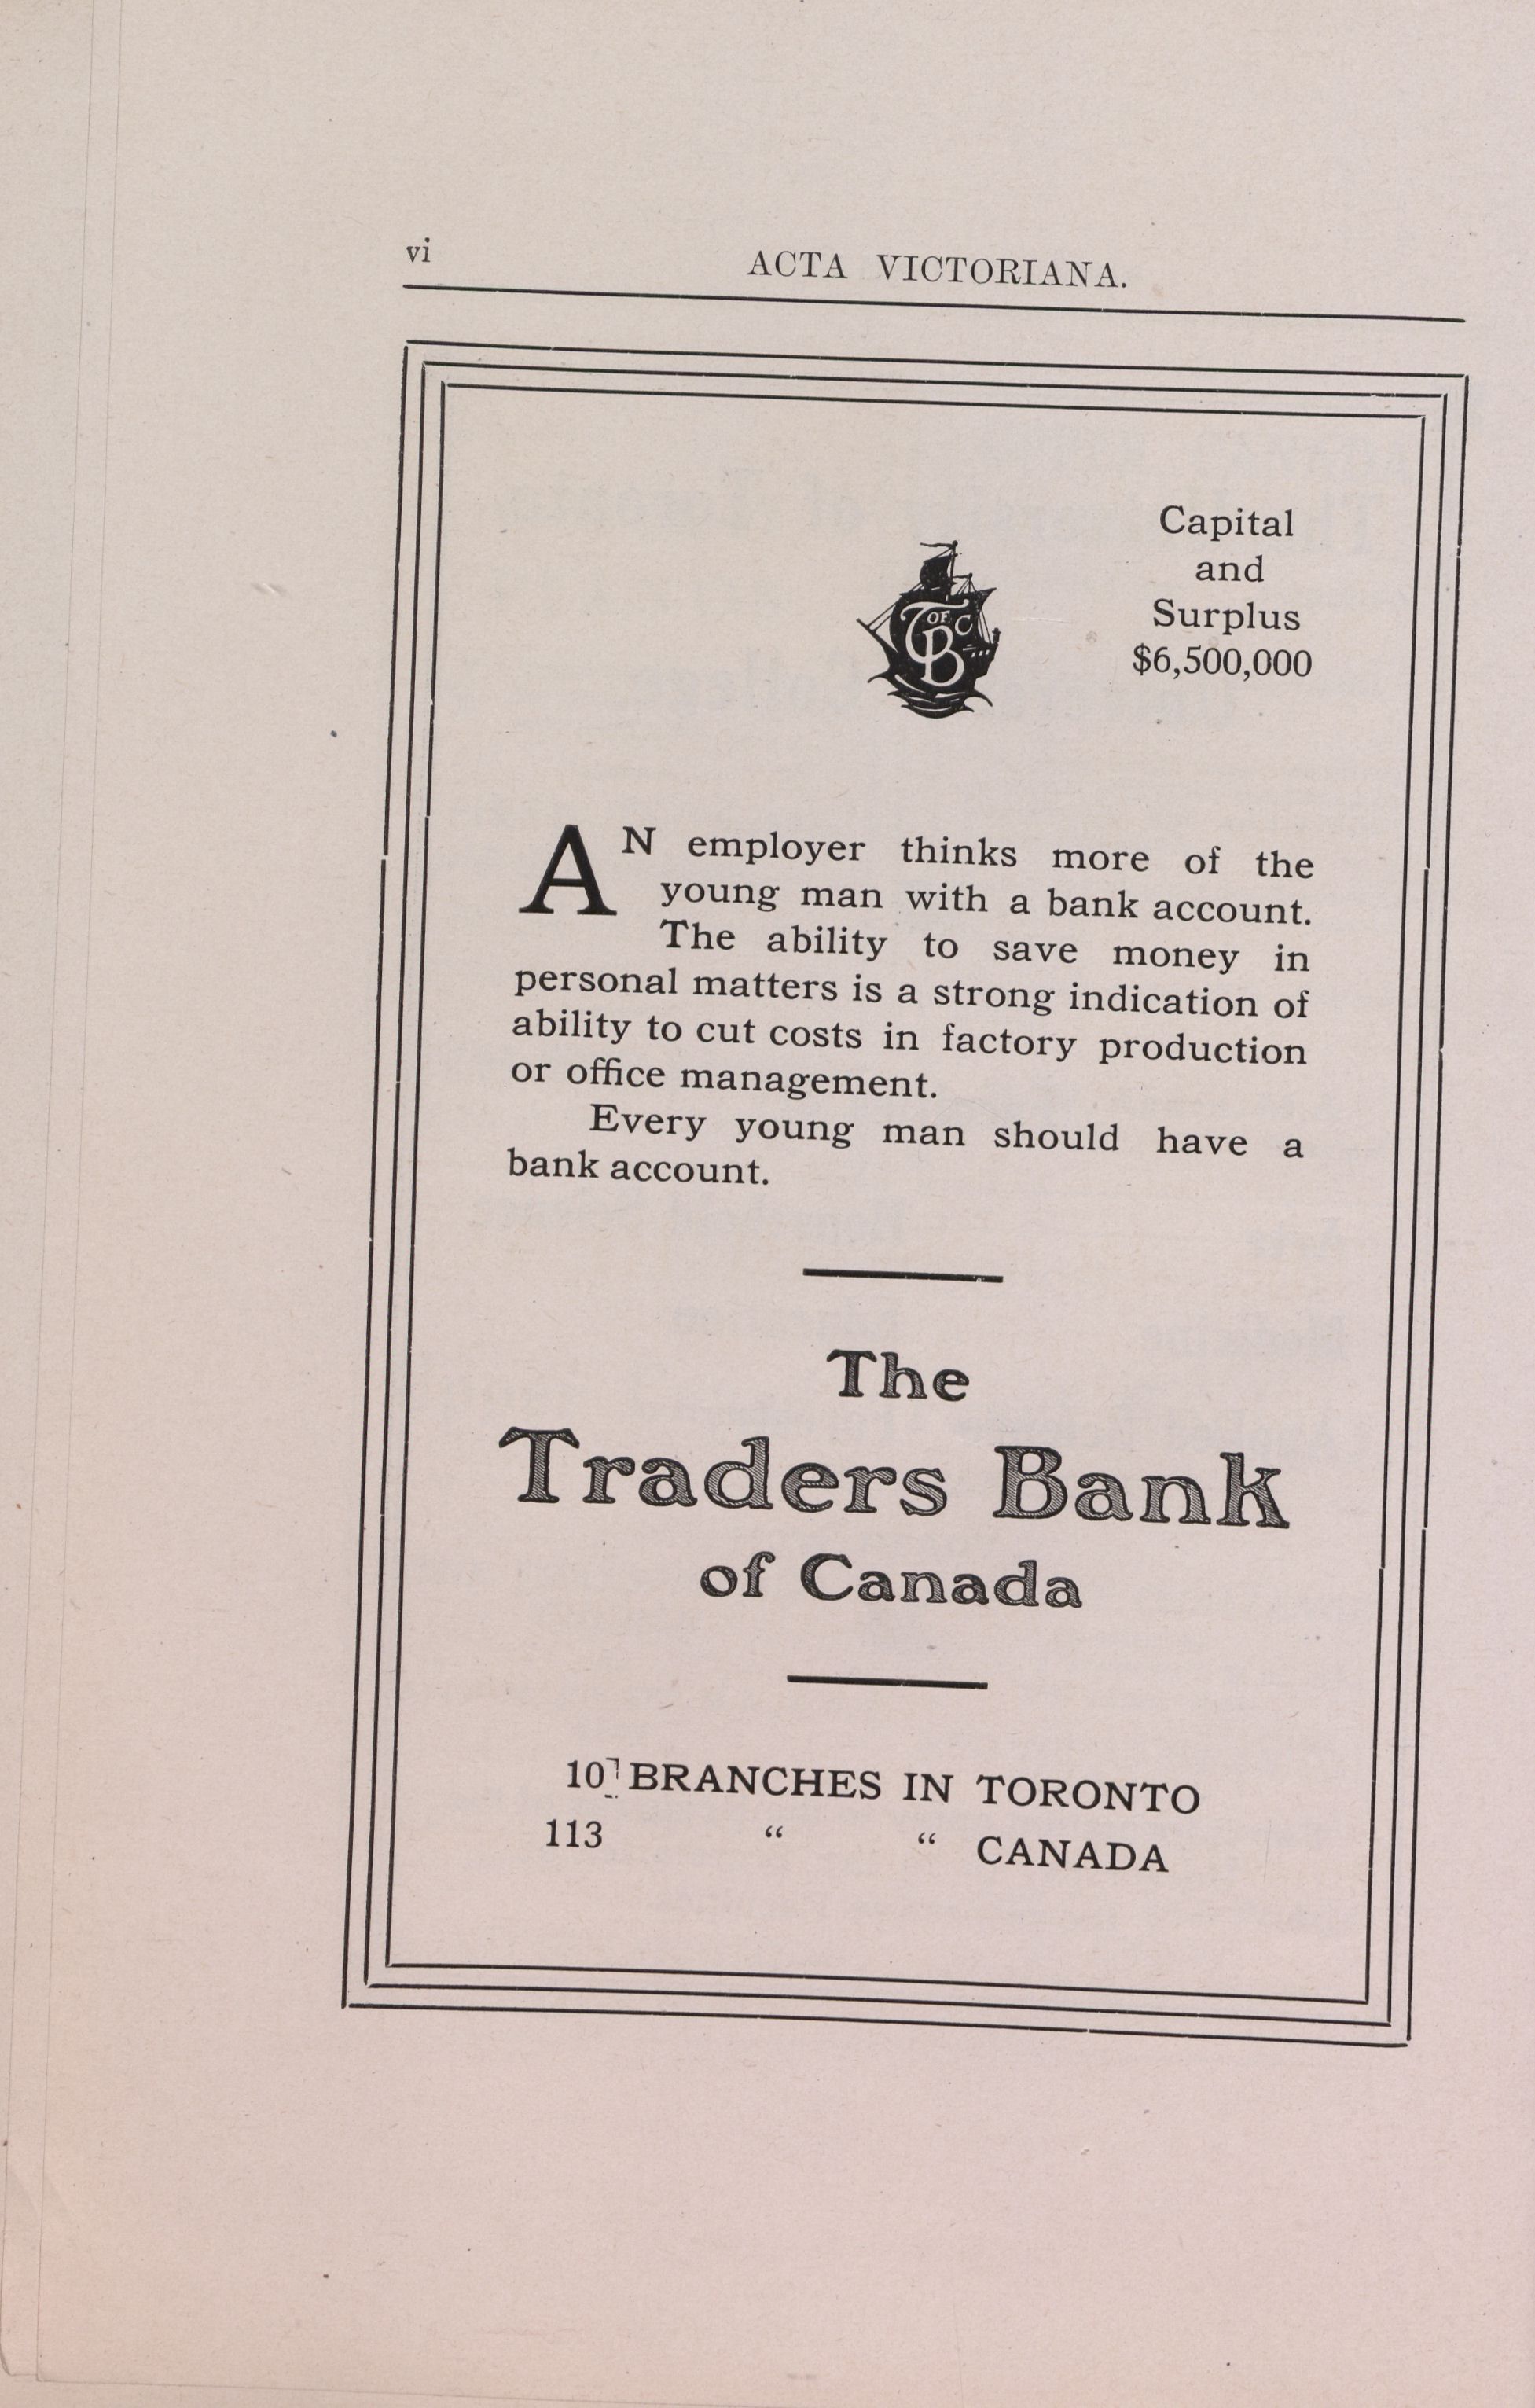 vi
ACTA VICTORIANA.
T OF C
B
Capital
and
Surplus
$6,500,000
AN employer thinks more of the
young man with a bank account.
The ability to save money in
personal matters is a strong indication of
ability to cut costs in factory production
or office management.
Every young man should have a
bank account.
The
Traders Bank
of Canada
10 BRANCHES IN TORONTO
113 “ “ CANADA